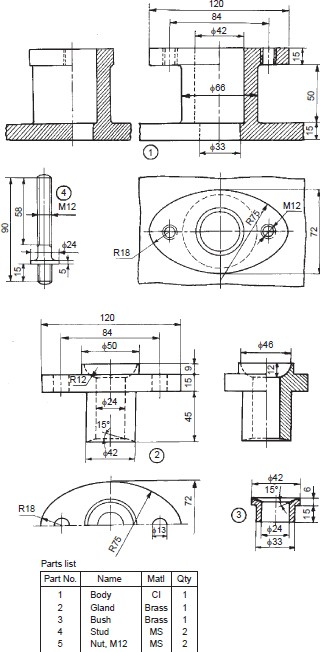 120
84
ϕ42
15
50
15
ϕ66
ϕ33
1
4
M12
58
90
ϕ24
5
15
R75
M12
R18
72
120
84
ϕ50
9
15
R12
ϕ24
45
15°
ϕ42
2
ϕ46
12
R18
72
R75
ϕ13
ϕ42
15°
6
3
15
ϕ24
ϕ33
Parts list
Part No. Name Matl Qty
1 Body CI 1
2 Gland Brass 1
3 Bush Brass 1
4 Stud MS 2
5 Nut, M12 MS 2